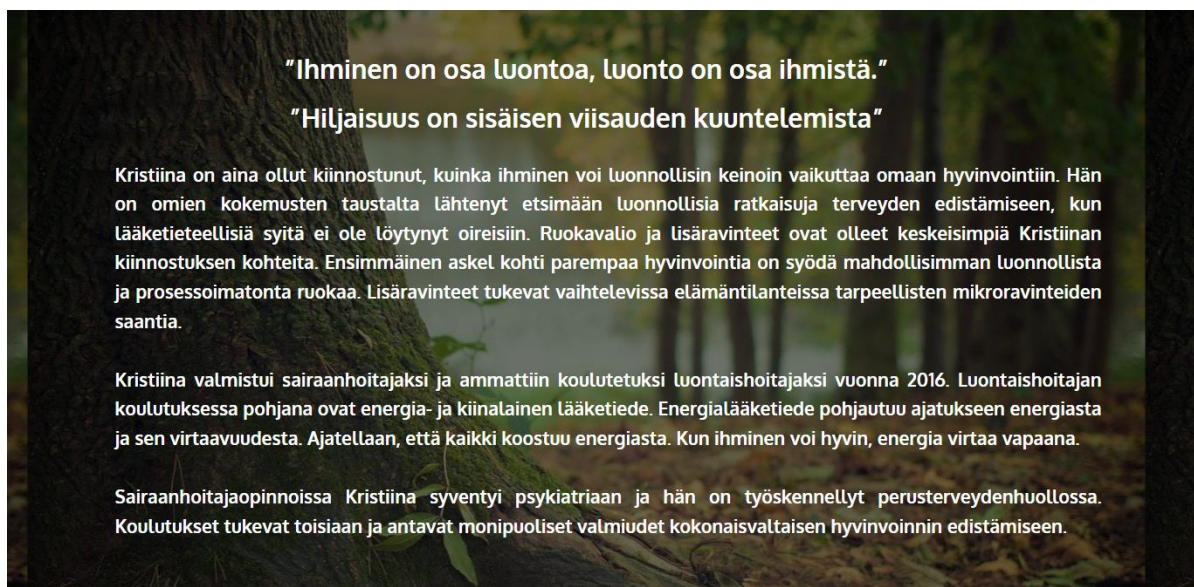 "Ihminen on osa luontoa, luonto on osa ihmistä."
"Hiljaisuus on sisäisen viisauden kuuntelemista"
Kristiina on aina ollut kiinnostunut, kuinka ihminen voi luonnollisin keinoin vaikuttaa omaan hyvinvointiin. Hän
on omien kokemusten taustalta lähtenyt etsimään luonnollisia ratkaisuja terveyden edistämiseen, kun
lääketieteellisiä syitä ei ole löytynyt oireisiin. Ruokavalio ja lisäravinteet ovat olleet keskeisimpiä Kristiinan
kiinnostuksen kohteita. Ensimmäinen askel kohti parempaa hyvinvointia on syödä mahdollisimman luonnollista
ja prosessoimatonta ruokaa. Lisäravinteet tukevat vaihtelevissa elämäntilanteissa tarpeellisten mikroravinteiden
saantia.
Kristiina valmistui sairaanhoitajaksi ja ammattiin koulutetuksi luontaishoitajaksi vuonna 2016. Luontaishoitajan
koulutuksessa pohjana ovat energia- ja kiinalainen lääketiede. Energialääketiede pohjautuu ajatukseen energiasta
ja sen virtaavuudesta. Ajatellaan, että kaikki koostuu energiasta. Kun ihminen voi hyvin, energia virtaa vapaana.
Sairaanhoitajaopinnoissa Kristiina syventyi psykiatriaan ja hän on työskennellyt perusterveydenhuollossa.
Koulutukset tukevat toisiaan ja antavat monipuoliset valmiudet kokonaisvaltaisen hyvinvoinnin edistämiseen.